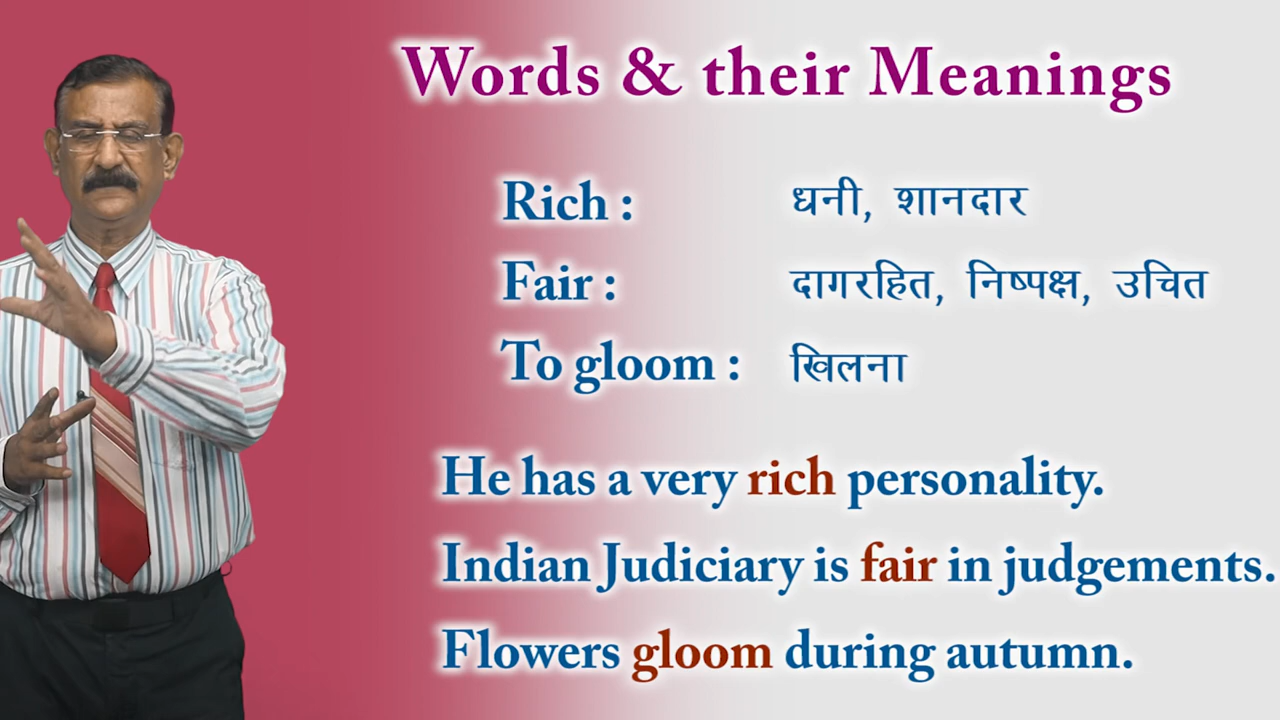 Words & their Meanings
Rich : धनी, शानदार
Fair : दागरहित, निष्पक्ष, उचित
To gloom : खिलना
He has a very rich personality.
Indian Judiciary is fair in judgements.
Flowers gloom during autumn.